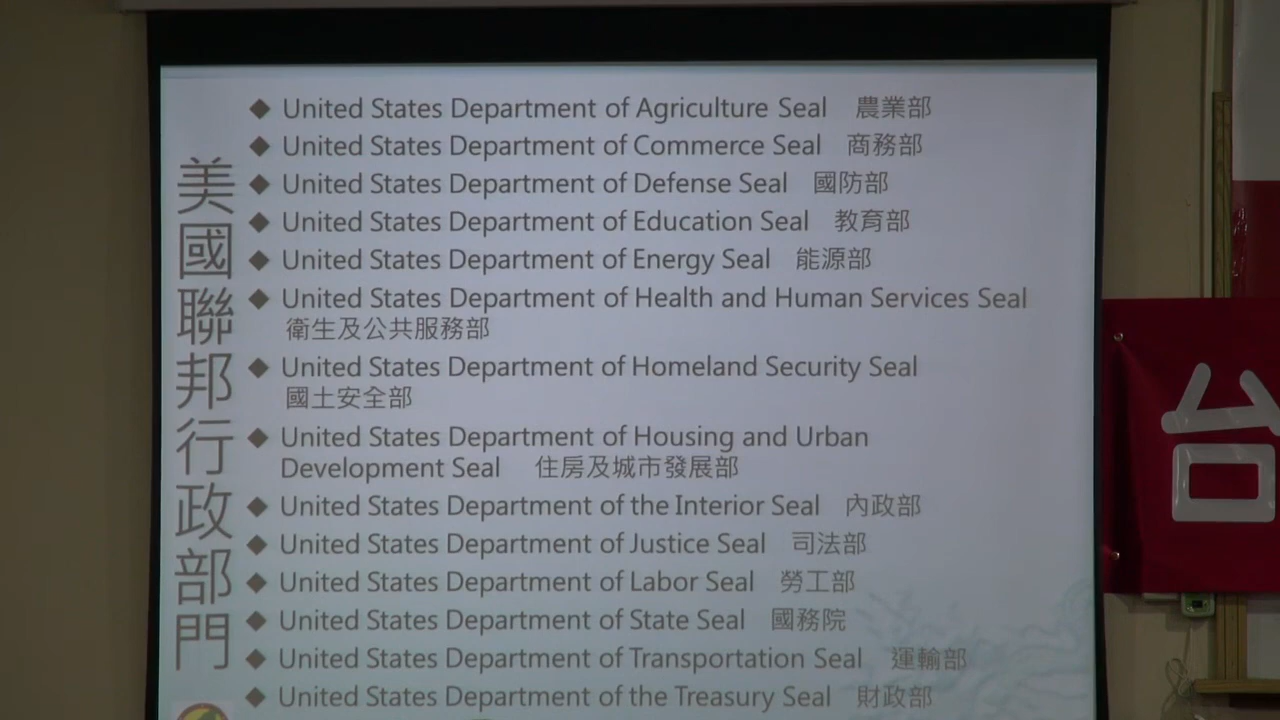 美國聯邦行政部門
◆ United States Department of Agriculture Seal 農業部
◆ United States Department of Commerce Seal 商務部
◆ United States Department of Defense Seal 國防部
◆ United States Department of Education Seal 教育部
◆ United States Department of Energy Seal 能源部
◆ United States Department of Health and Human Services Seal
衛生及公共服務部
◆ United States Department of Homeland Security Seal
國土安全部
◆ United States Department of Housing and Urban
Development Seal 住房及城市發展部
◆ United States Department of the Interior Seal 內政部
◆ United States Department of Justice Seal 司法部
◆ United States Department of Labor Seal 勞工部
◆ United States Department of State Seal 國務院
◆ United States Department of Transportation Seal 運輸部
◆ United States Department of the Treasury Seal 財政部
台